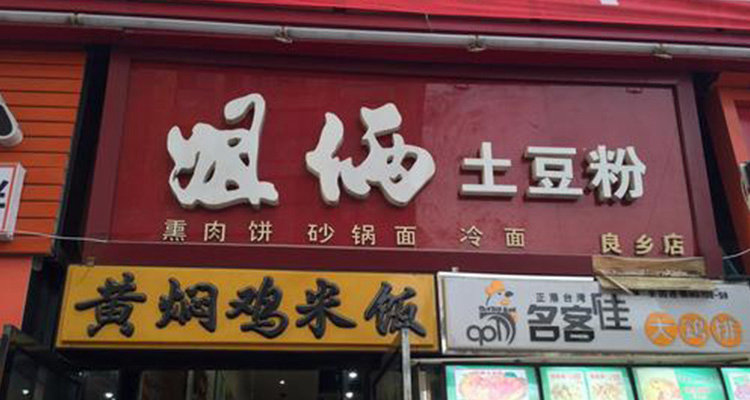 姐俩土豆粉
熏肉饼 砂锅面 冷面 良乡店
黄焖鸡米饭
正港台湾
名客佳
大鸡排